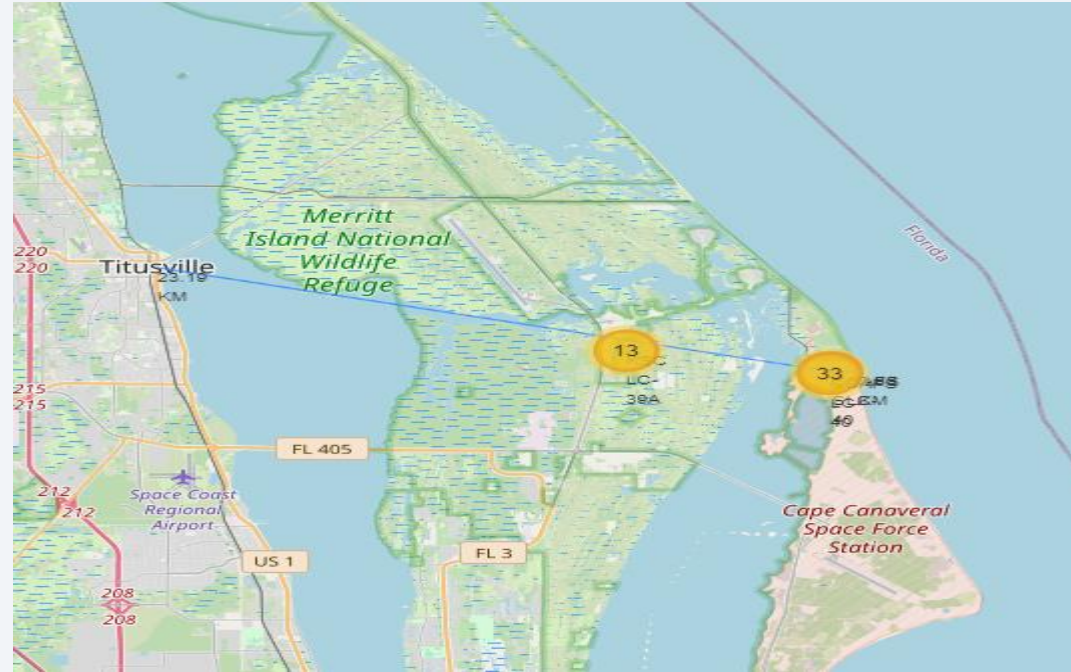 Merritt
Island National
Wildlife
Refuge
Florida
220
220
Titusville
23.19
KM
13
LC-
39A
33
KM
40
215
215
FL 405
212
212
Space Coast
Regional
Airport
Cape Canaveral
Space Force
Station
US 1
FL 3
208
208